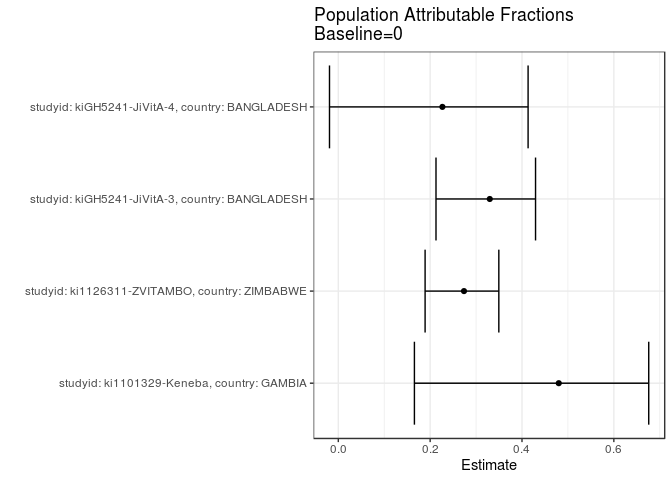 Population Attributable Fractions
Baseline=0
studyid: kiGH5241-JiVitA-4, country: BANGLADESH
studyid: kiGH5241-JiVitA-3, country: BANGLADESH
studyid: ki1126311-ZVITAMBO, country: ZIMBABWE
studyid: ki1101329-Keneba, country: GAMBIA
0.0 0.2 0.4 0.6
Estimate